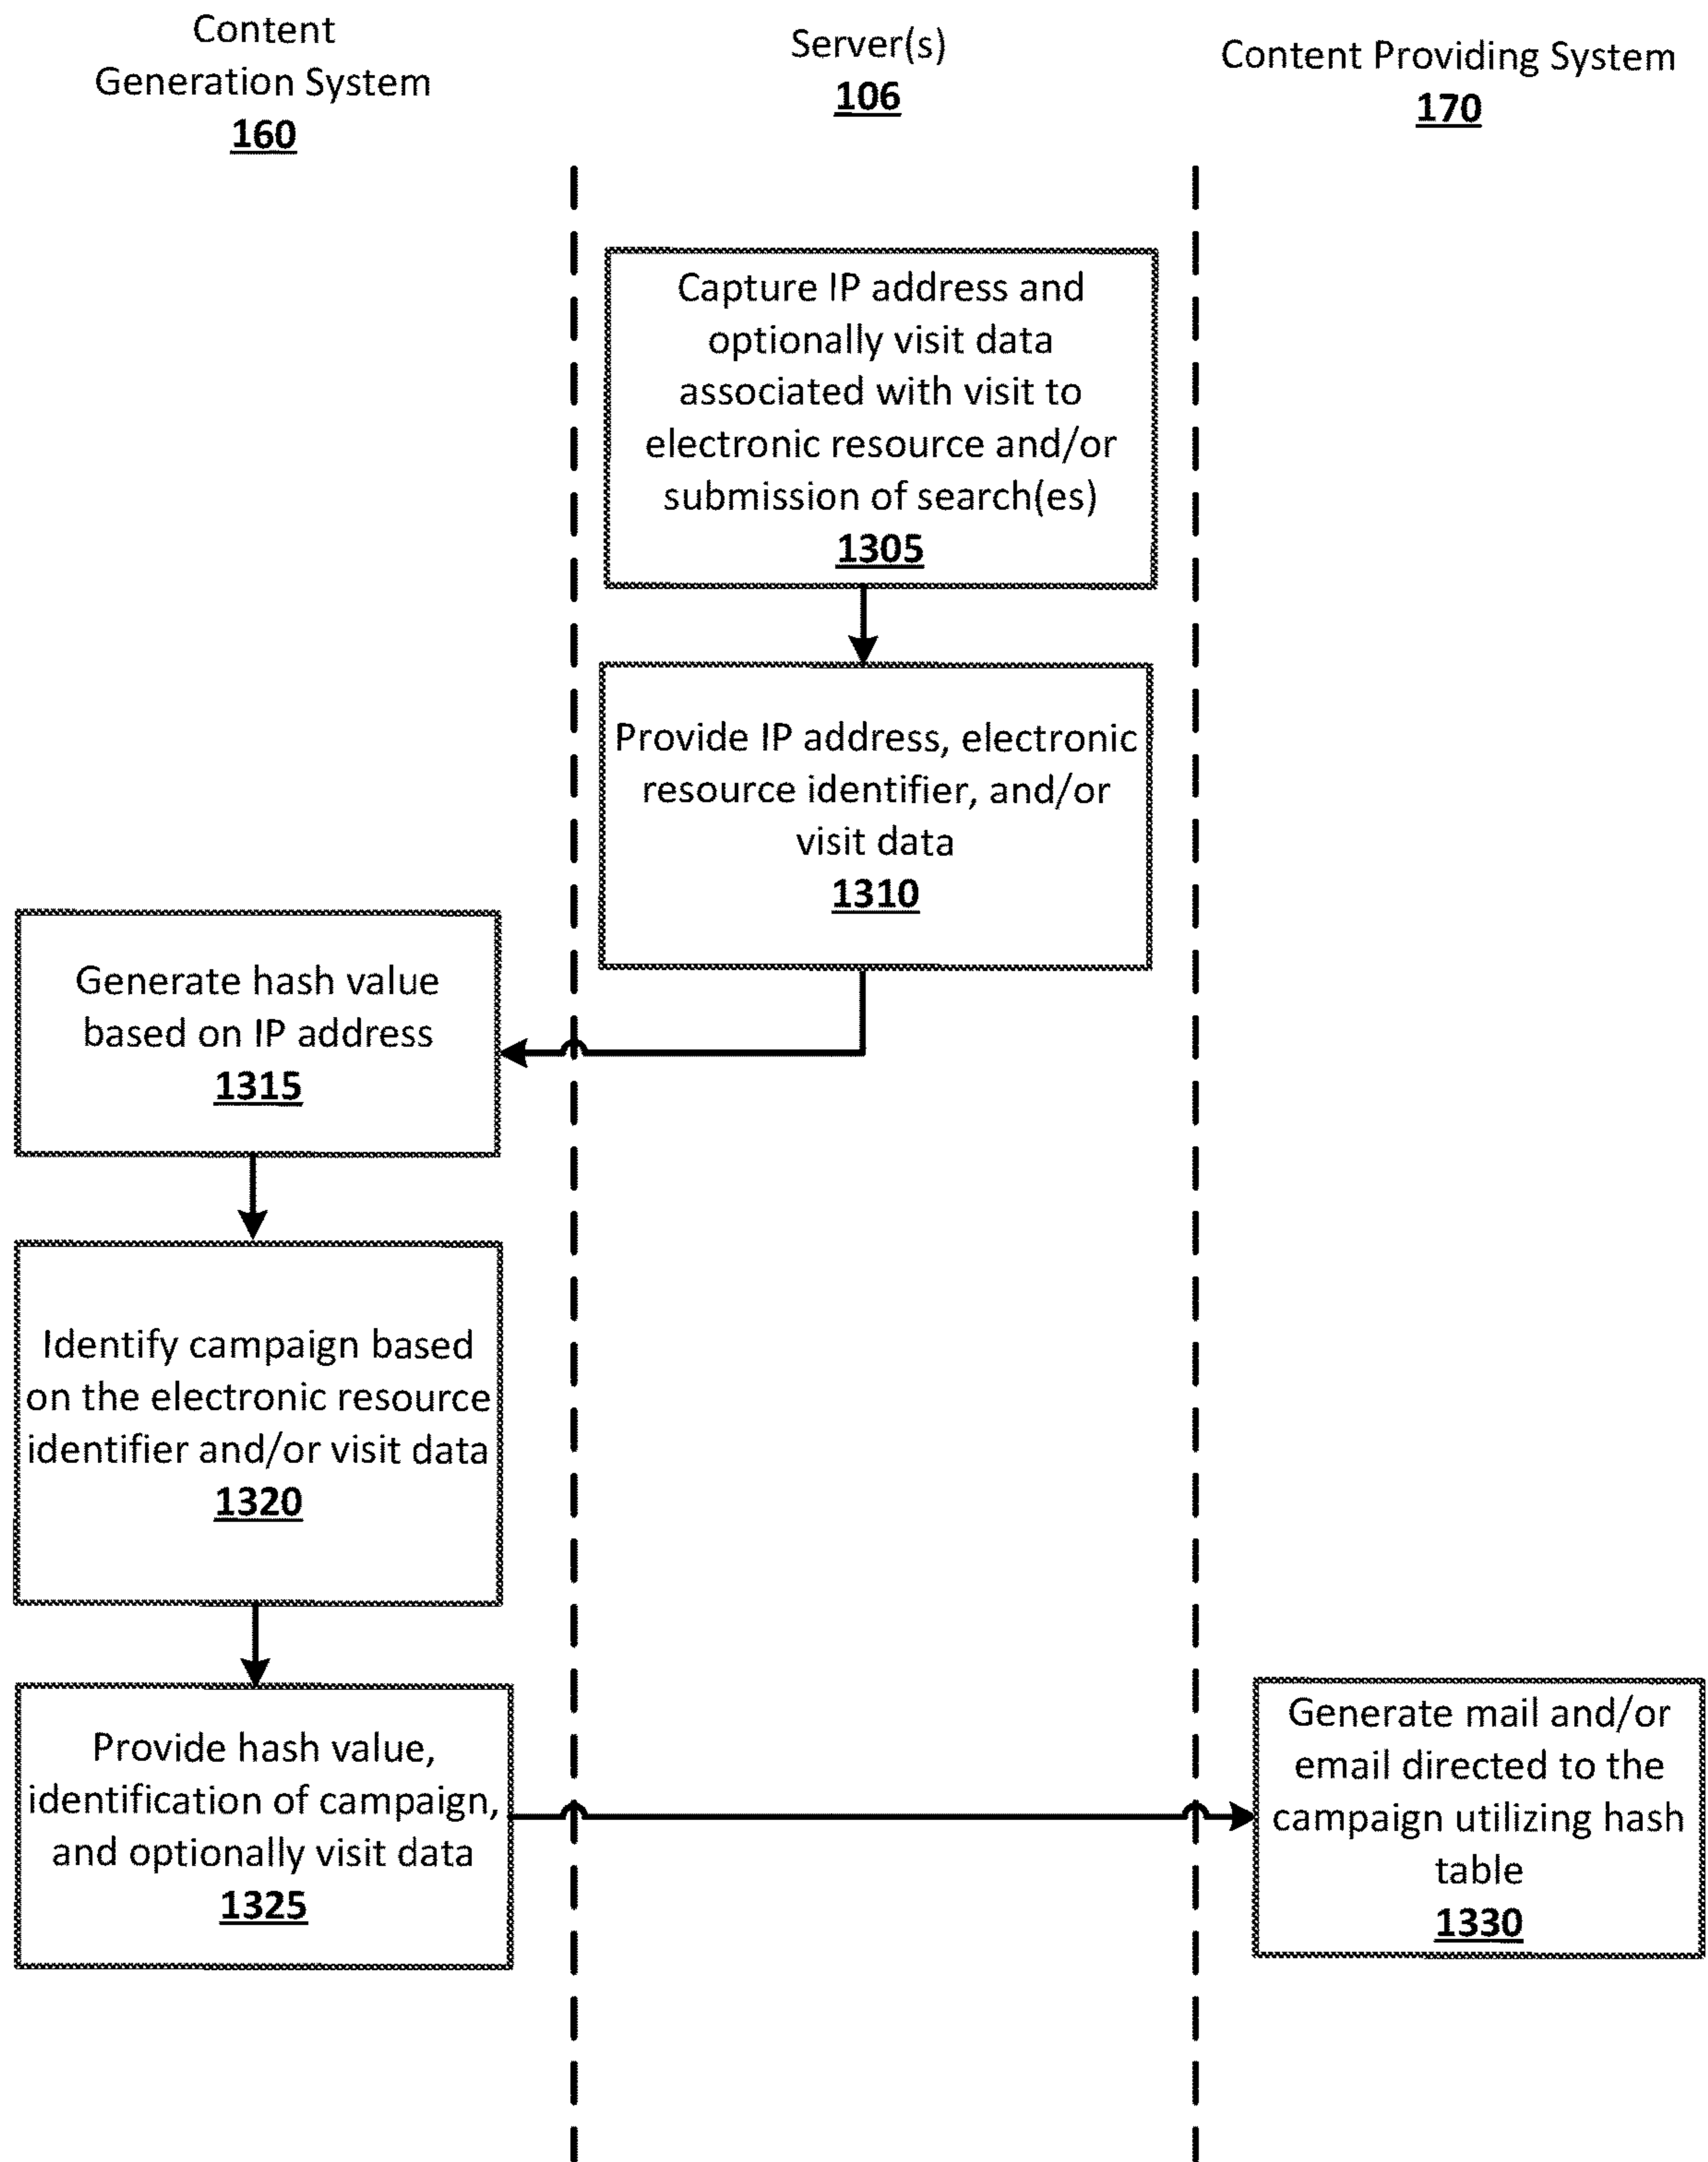 Content
Generation System
160
Server(s)
106
Content Providing System
170
Capture IP address and
optionally visit data
associated with visit to
electronic resource and/or
submission of search(es)
1305
Provide IP address, electronic
resource identifier, and/or
visit data
1310
Generate hash value
based on IP address
1315
Identify campaign based
on the electronic resource
identifier and/or visit data
1320
Provide hash value,
identification of campaign,
and optionally visit data
1325
Generate mail and/or
email directed to the
campaign utilizing hash
table
1330